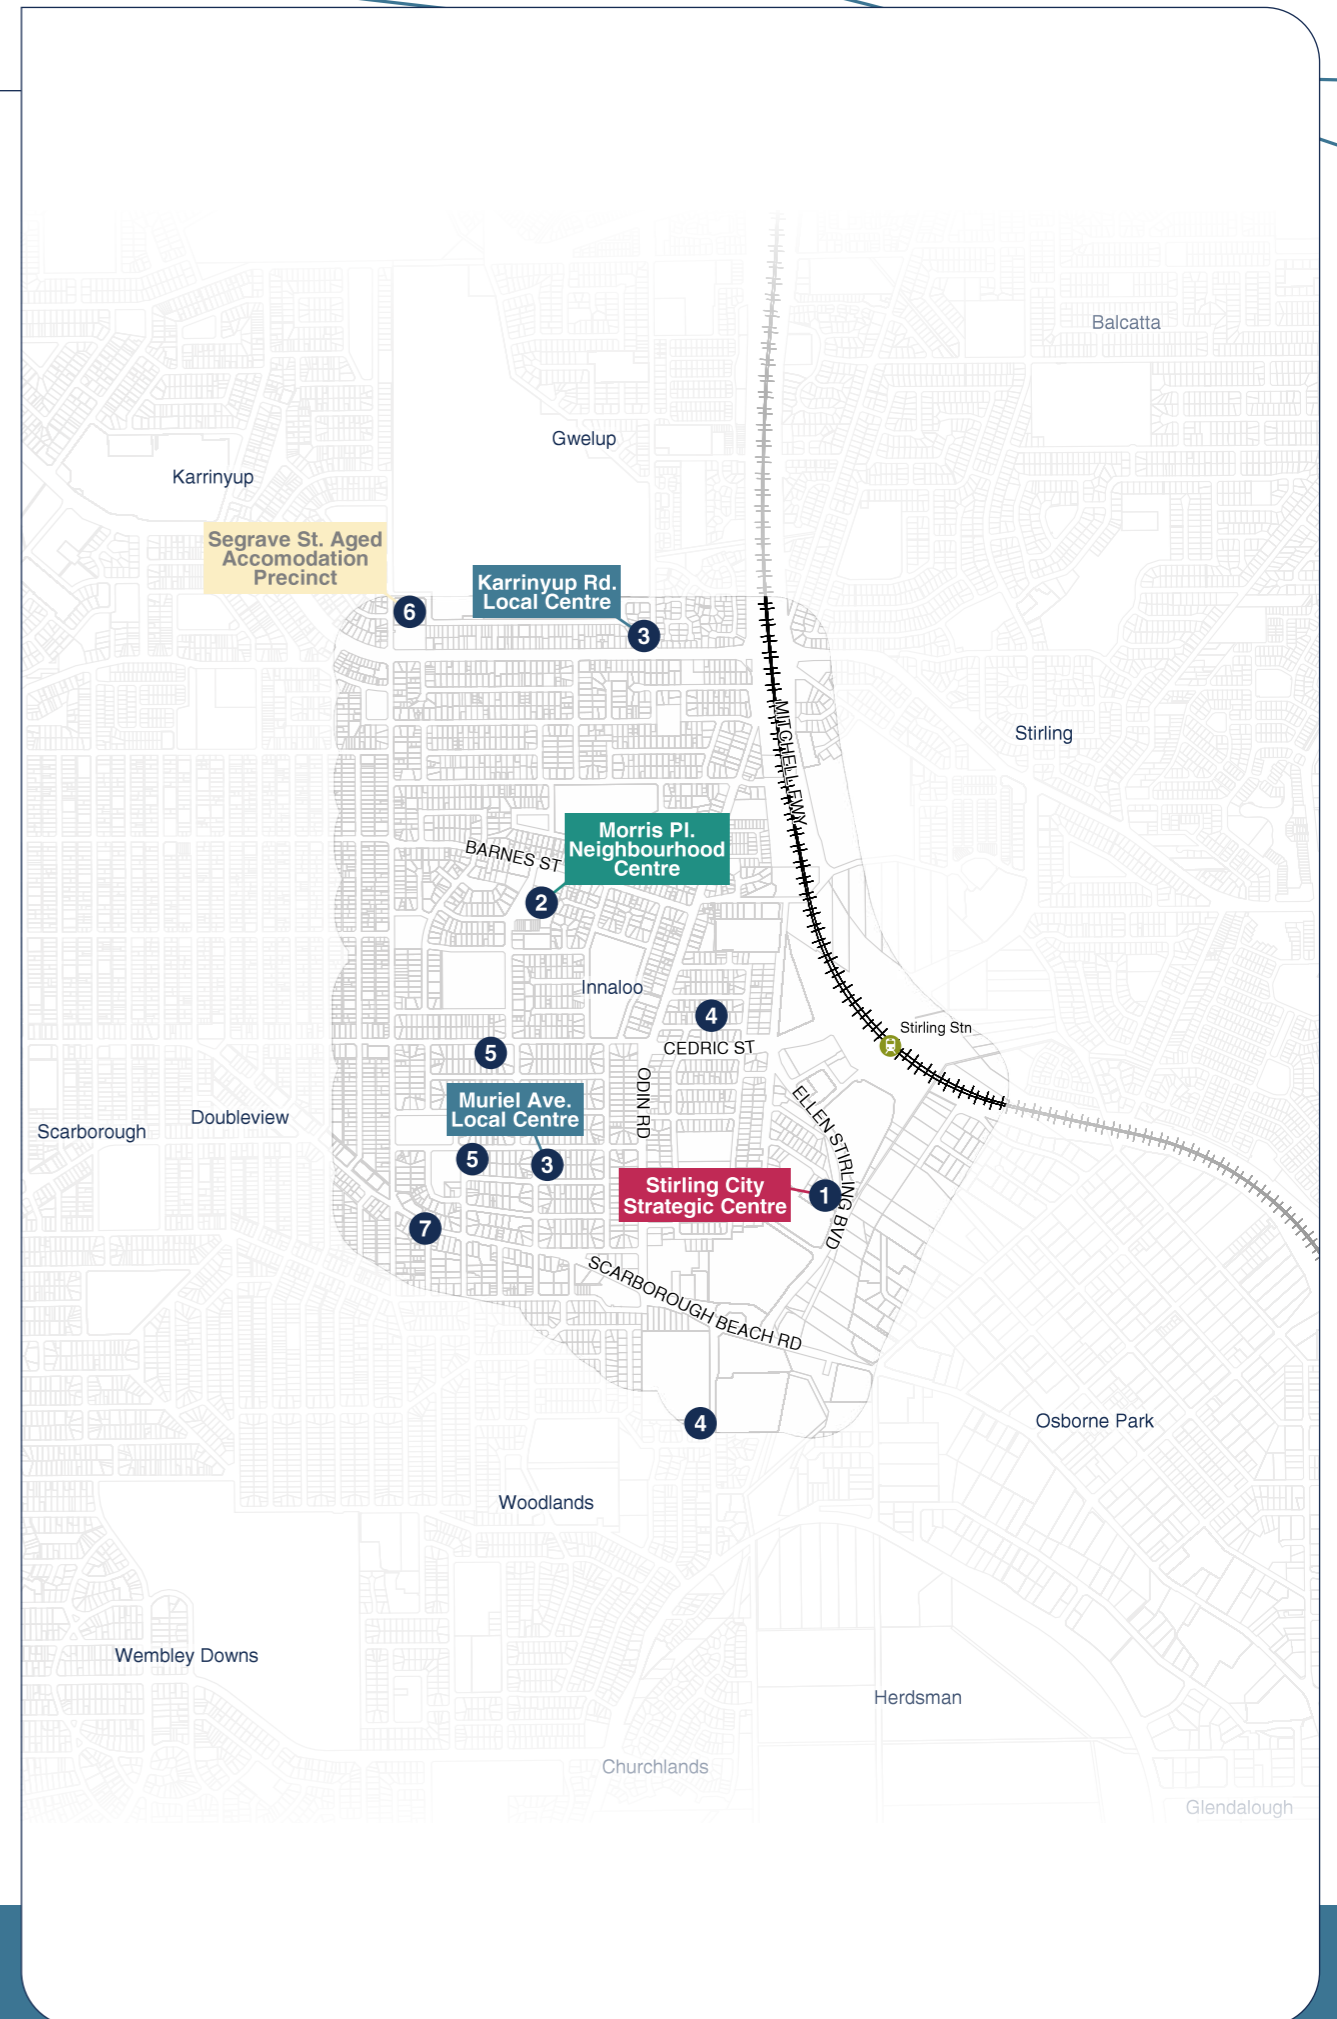 Balcatta
Gwelup
Karrinyup
Segrave St. Aged
Accomodation
Precinct
Karrinyup Rd.
Local Centre
6
3
MITCHELL FWY
Stirling
Morris Pl.
Neighbourhood
Centre
BARNES ST
2
Innaloo
4
Stirling Stn
CEDRIC ST
5
ODIN RD
Muriel Ave.
Local Centre
ELLEN STIRLING BVD
Doubleview
Scarborough
5
3
Stirling City
Strategic Centre
1
7
SCARBOROUGH BEACH RD
4
Osborne Park
Woodlands
Wembley Downs
Herdsman
Churchlands
Glendalough